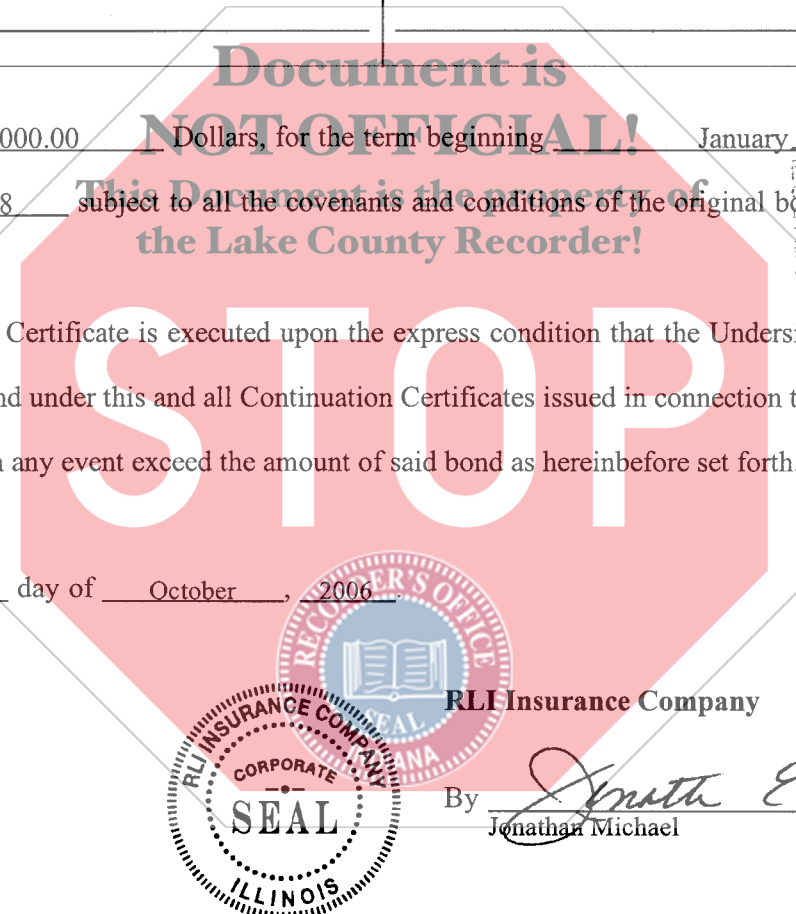 Document is
NOT OFFICIAL!
000.00 Dollars, for the term beginning January
This Document is the property of
8 subject to all the covenants and conditions of the original
the Lake County Recorder!
STOP
Certificate is executed upon the express condition that the
under this and all Continuation Certificates issued in connection
any event exceed the amount of said bond as hereinbefore set forth.
day of October, 2006.
RECORDER'S OFFICE
SEAL
INDIANA
RLI Insurance Company
RLI INSURANCE COMPANY
CORPORATE
SEAL
ILLINOIS
By
Jonathan Michael